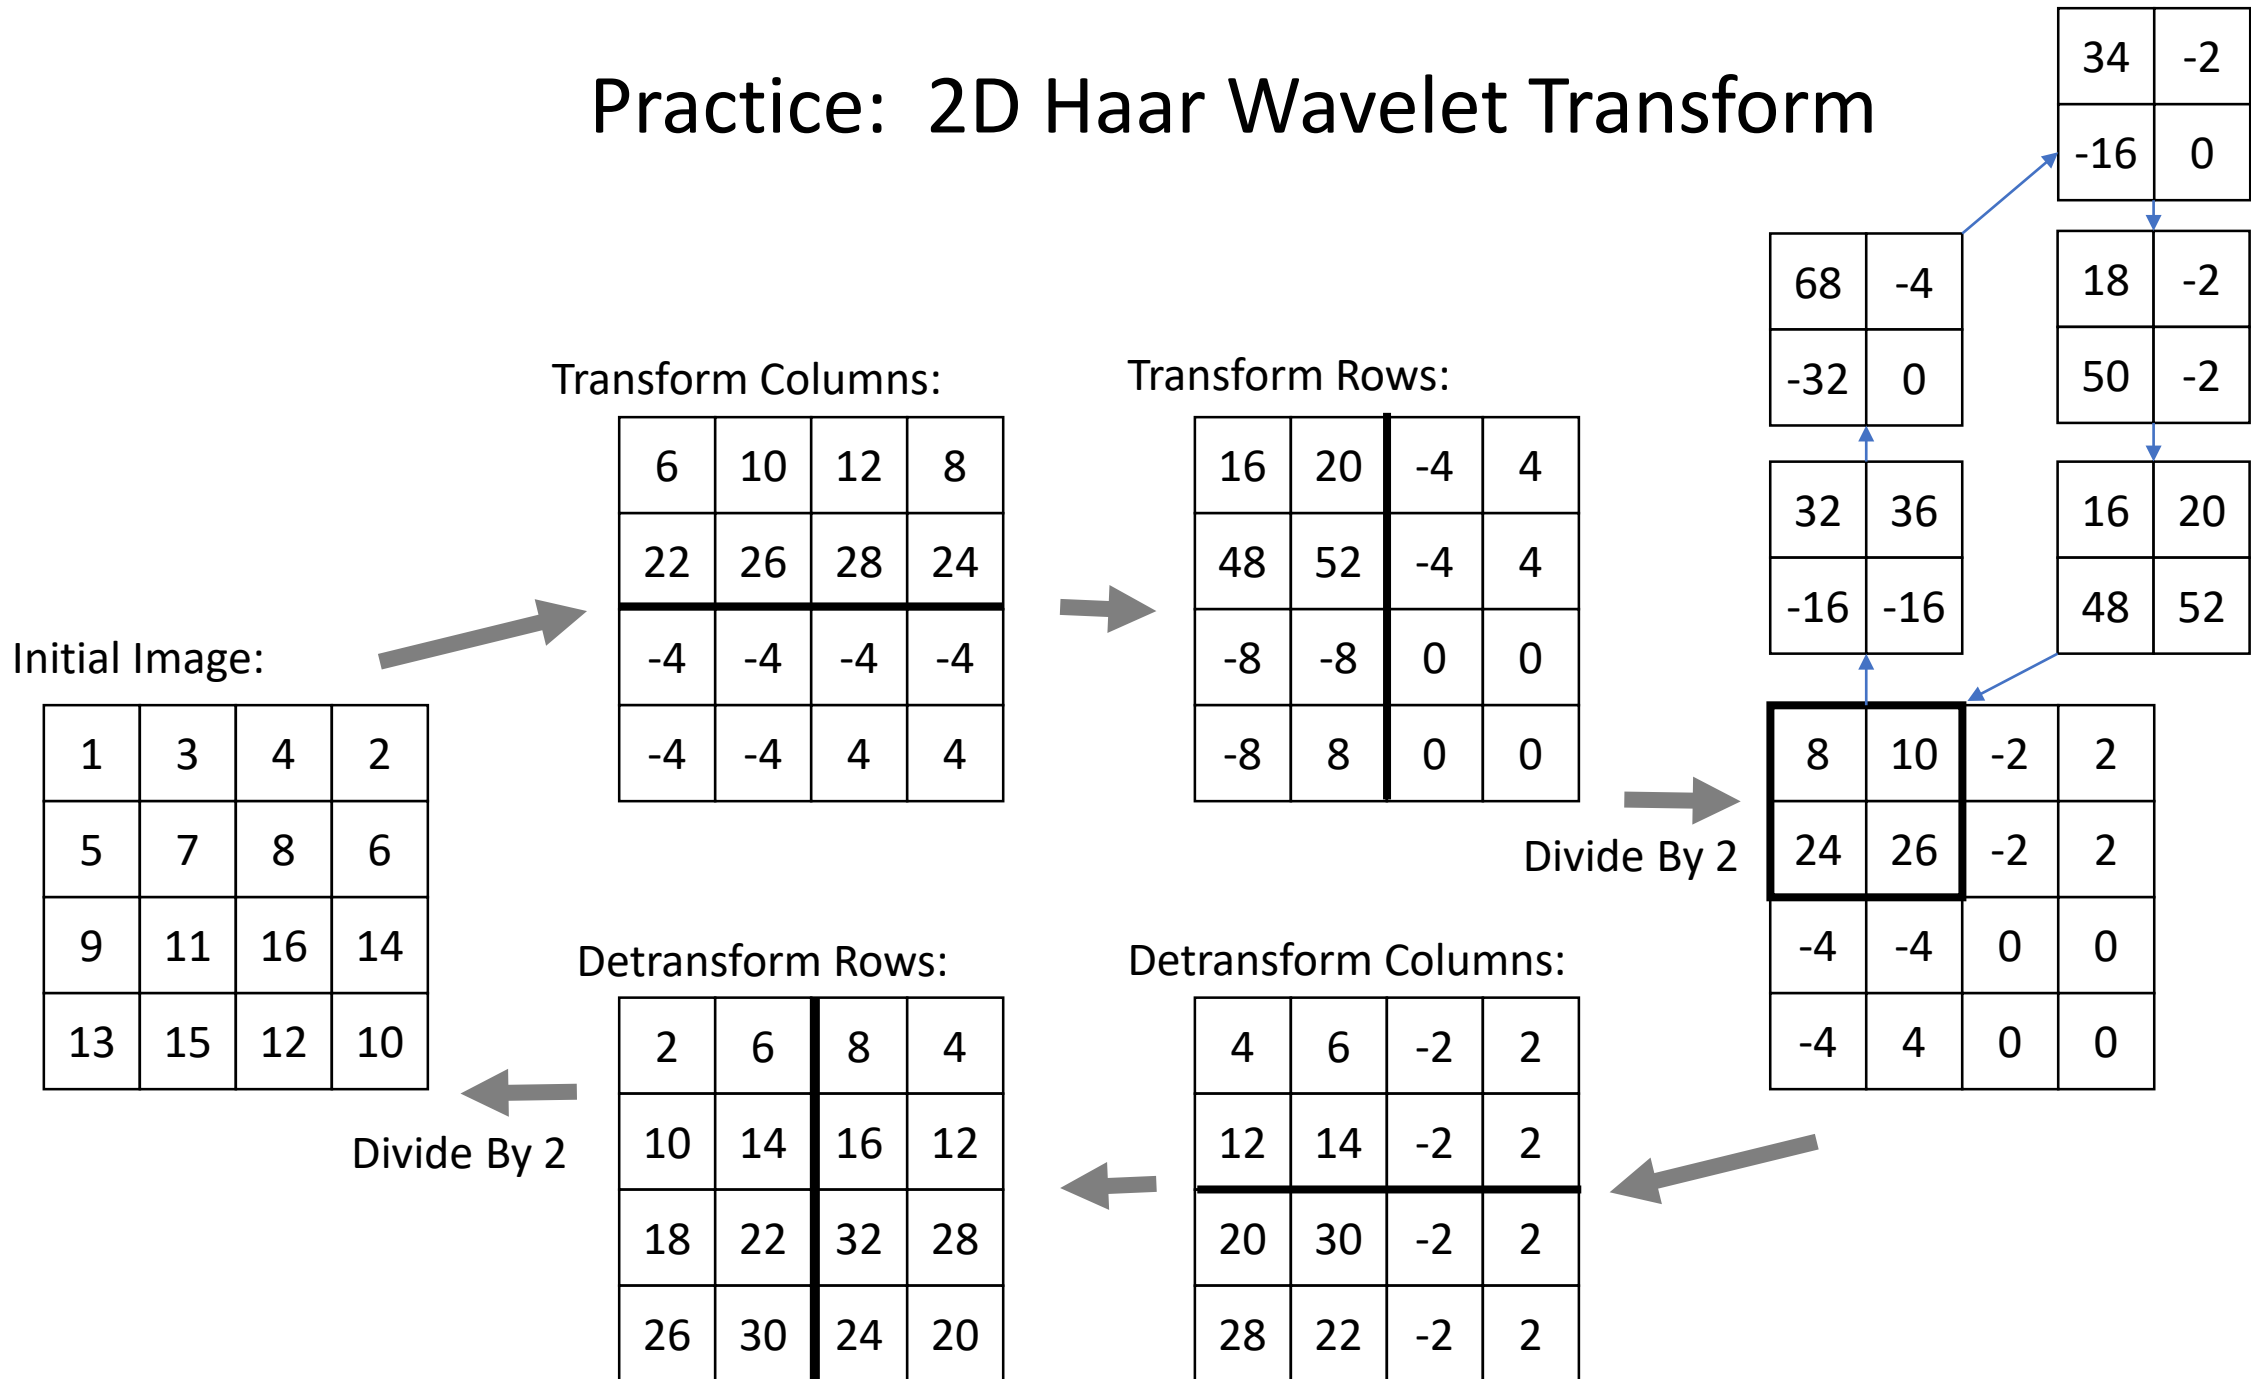 Practice: 2D Haar Wavelet Transform
34 -2
-16 0
68 -4
-32 0
18 -2
50 -2
32 36
-16 -16
16 20
48 52
Initial Image:
1 3 4 2
5 7 8 6
9 11 16 14
13 15 12 10
Transform Columns:
6 10 12 8
22 26 28 24
-4 -4 -4 -4
-4 -4 4 4
Transform Rows:
16 20 -4 4
48 52 -4 4
-8 -8 0 0
-8 8 0 0
Divide By 2
8 10 -2 2
24 26 -2 2
-4 -4 0 0
-4 4 0 0
Detransform Columns:
4 6 -2 2
12 14 -2 2
20 30 -2 2
28 22 -2 2
Detransform Rows:
2 6 8 4
10 14 16 12
18 22 32 28
26 30 24 20
Divide By 2